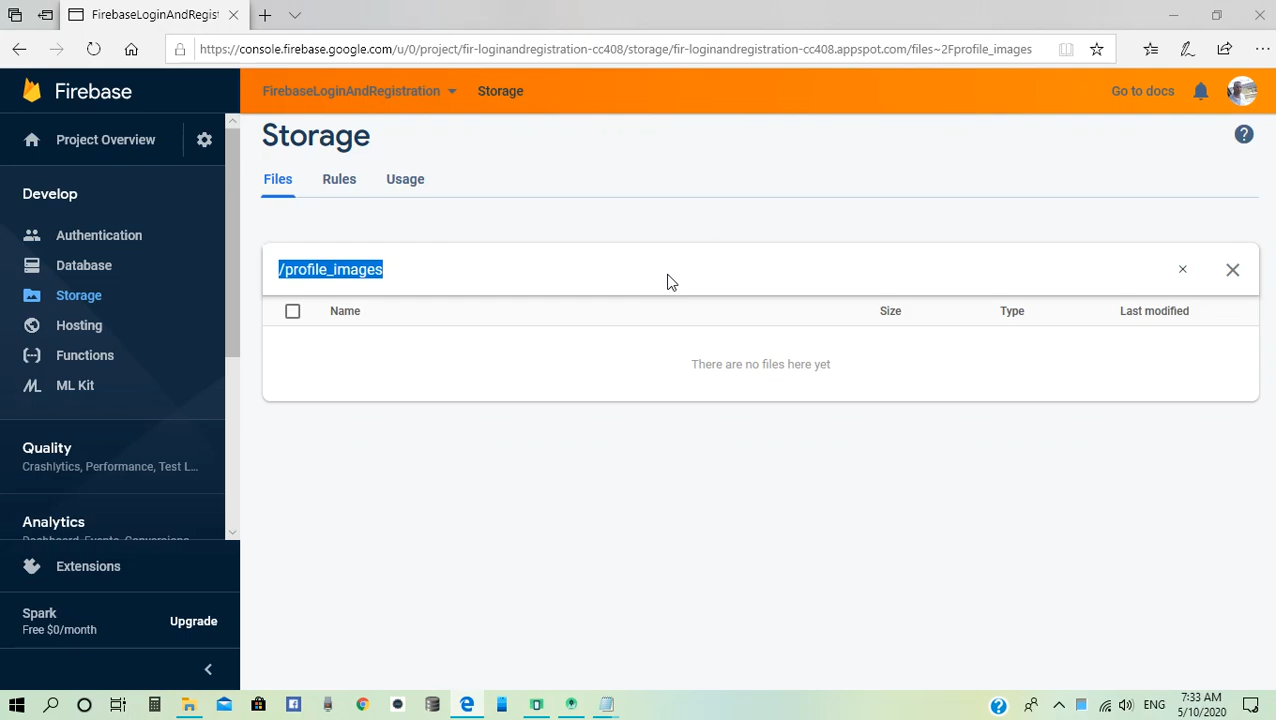 FirebaseLoginAndRegist
https://console.firebase.google.com/u/0/project/fir-loginandregistration-cc408/storage/fir-loginandregistration-cc408.appspot.com/files~2Fprofile_images
Firebase
FirebaseLoginAndRegistration
Storage
Go to docs
Project Overview
Storage
Files
Rules
Usage
Develop
Authentication
Database
Storage
Hosting
Functions
ML Kit
/profile_images
Name
Size
Type
Last modified
There are no files here yet
Quality
Crashlytics, Performance, Test L...
Analytics
Dashboard, Events, Conversions
Extensions
Spark
Free $0/month
Upgrade
ENG
7:33 AM
5/10/2020